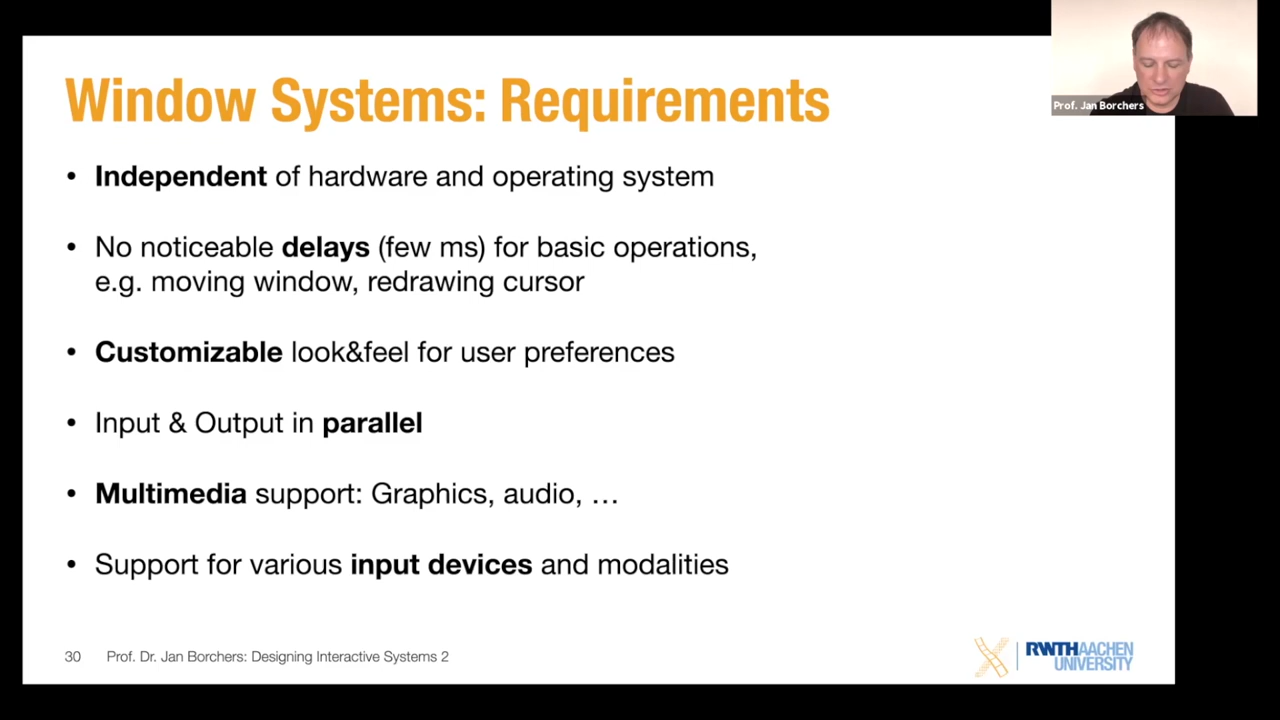 Window Systems: Requirements
Prof. Jan Borchers
• Independent of hardware and operating system
• No noticeable delays (few ms) for basic operations,
e.g. moving window, redrawing cursor
• Customizable look&feel for user preferences
• Input & Output in parallel
• Multimedia support: Graphics, audio, …
• Support for various input devices and modalities
30 Prof. Dr. Jan Borchers: Designing Interactive Systems 2
RWTHAACHEN
UNIVERSITY